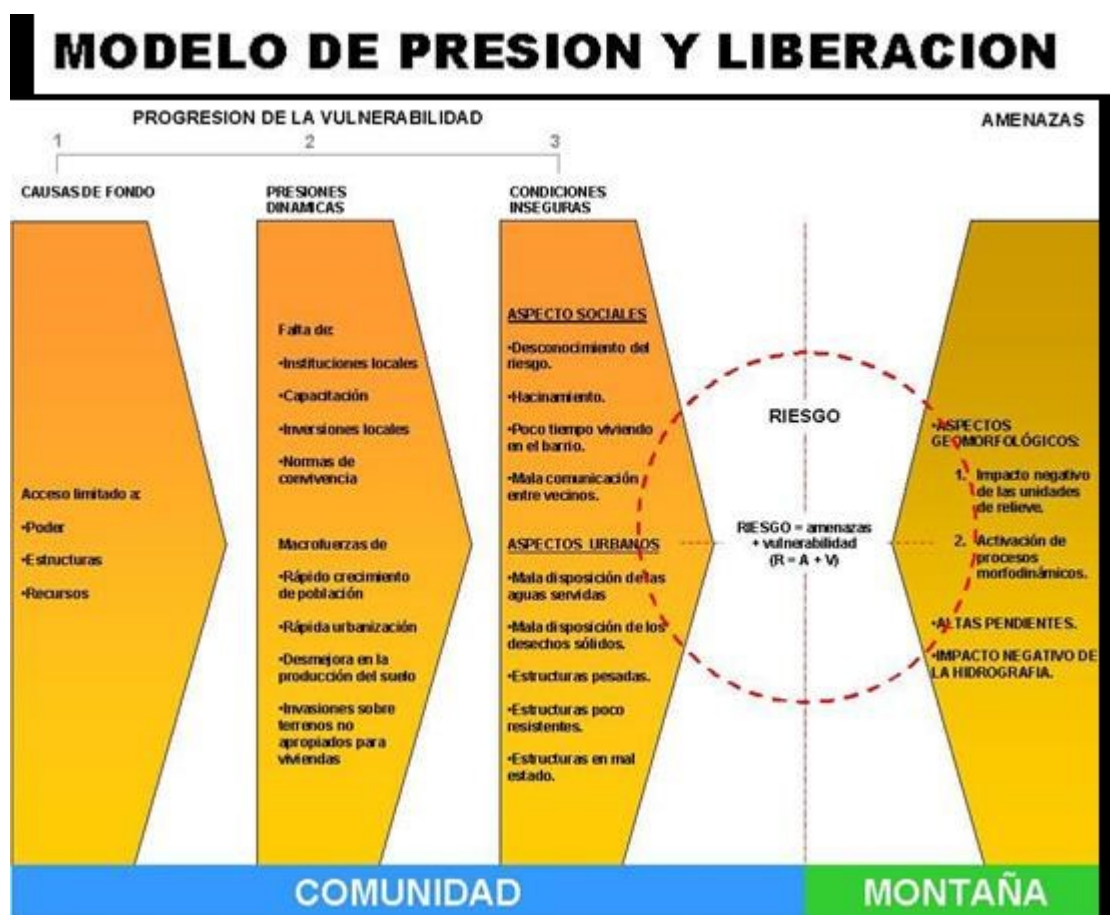 MODELO DE PRESION Y LIBERACION
PROGRESION DE LA VULNERABILIDAD
AMENAZAS
1
2
3
CAUSAS DE FONDO
PRESIONES
DINAMICAS
CONDICIONES
INSEGURAS
Acceso limitado a:
•Poder
•Estructuras
•Recursos
Falta de:
•Instituciones locales
•Capacitación
•Inversiones locales
•Normas de
convivencia
Macrofuerzas de
•Rápido crecimiento
de población
•Rápida urbanización
•Desmejora en la
producción del suelo
•Invasiones sobre
terrenos no
apropiados para
viviendas
ASPECTO SOCIALES
•Desconocimiento del
riesgo.
•Hacinamiento.
•Poco tiempo viviendo
en el barrio.
•Mala comunicación
entre vecinos.
ASPECTOS URBANOS
•Mala disposición de las
aguas servidas
•Mala disposición de los
desechos sólidos.
•Estructuras pesadas.
•Estructuras poco
resistentes.
•Estructuras en mal
estado.
RIESGO
RIESGO = amenazas
+ vulnerabilidad
(R = A + V)
•ASPECTOS
GEOMORFOLÓGICOS:
1. Impacto negativo
de las unidades
de relieve.
2. Activación de
procesos
morfodinámicos.
•ALTAS PENDIENTES.
•IMPACTO NEGATIVO DE
LA HIDROGRAFIA.
COMUNIDAD
MONTAÑA